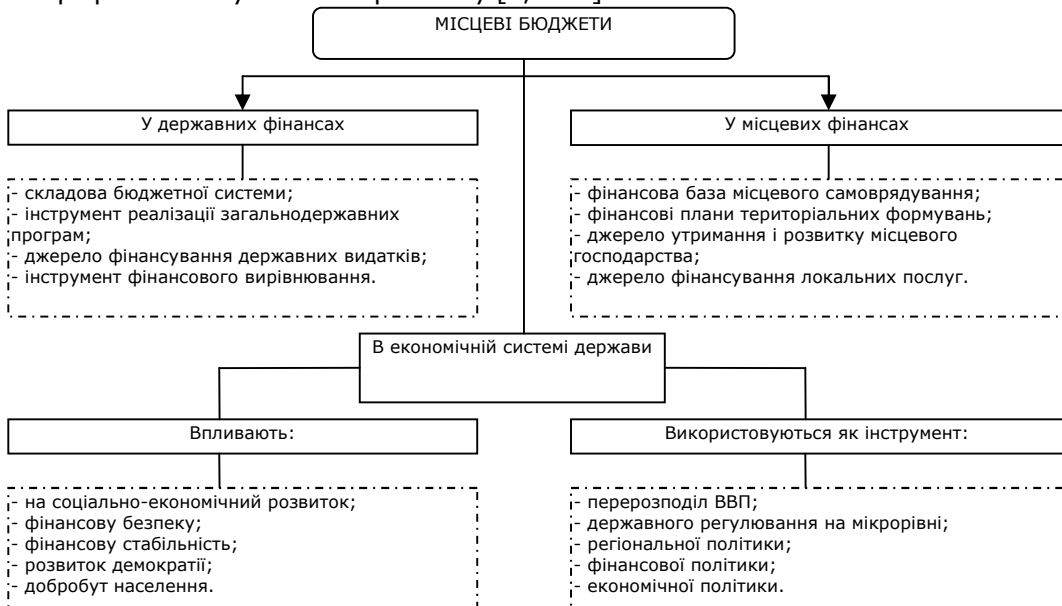 МІСЦЕВІ БЮДЖЕТИ
У державних фінансах
У місцевих фінансах
- складова бюджетної системи;
- інструмент реалізації загальнодержавних
програм;
- джерело фінансування державних видатків;
- інструмент фінансового вирівнювання.
- фінансова база місцевого самоврядування;
- фінансові плани територіальних формувань;
- джерело утримання і розвитку місцевого
господарства;
- джерело фінансування локальних послуг.
В економічній системі держави
Впливають:
Використовуються як інструмент:
- на соціально-економічний розвиток;
- фінансову безпеку;
- фінансову стабільність;
- розвиток демократії;
- добробут населення.
- перерозподіл ВВП;
- державного регулювання на мікрорівні;
- регіональної політики;
- фінансової політики;
- економічної політики.